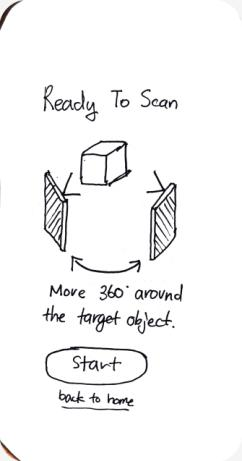 Ready To Scan
Move 360° around
the target object.
Start
back to home